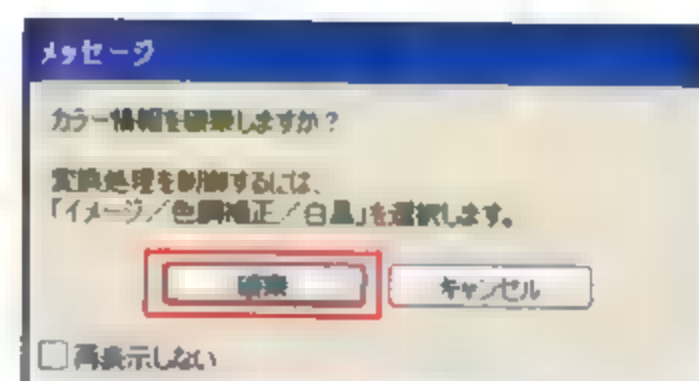 メッセージ
カラー情報を破棄しますか？
変換処理を制御するには、
「イメージ／色調補正／白黒」を選択します。
破棄
キャンセル
再表示しない